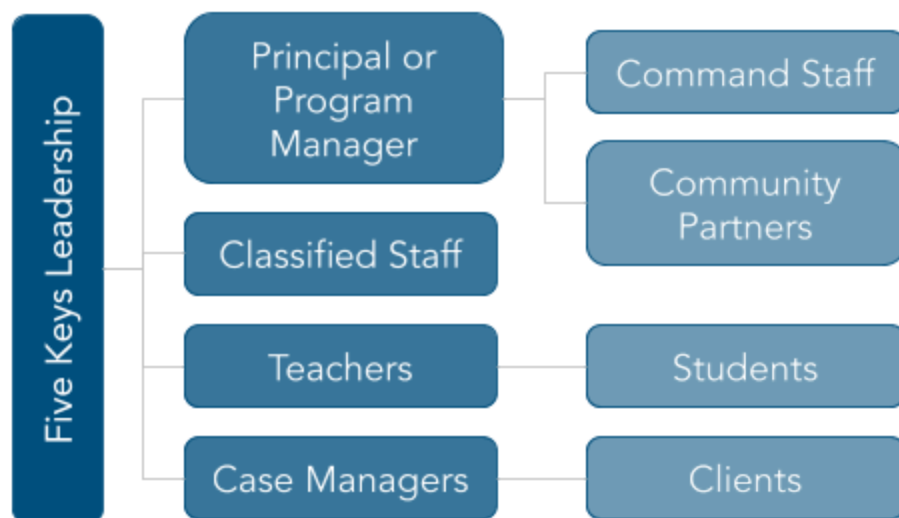 Five Keys Leadership
Principal or
Program
Manager
Command Staff
Community
Partners
Classified Staff
Teachers
Students
Case Managers
Clients